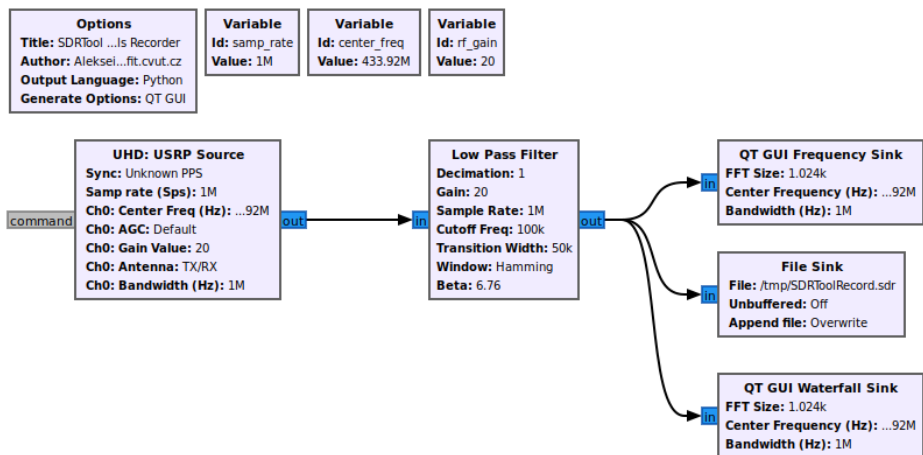 Options
Title: SDRTool ...ls Recorder
Author: Aleksei...fit.cvut.cz
Output Language: Python
Generate Options: QT GUI
Variable
Id: samp_rate
Value: 1M
Variable
Id: center_freq
Value: 433.92M
Variable
Id: rf_gain
Value: 20
UHD: USRP Source
Sync: Unknown PPS
Samp rate (Sps): 1M
Ch0: Center Freq (Hz): ...92M
Ch0: AGC: Default
Ch0: Gain Value: 20
Ch0: Antenna: TX/RX
Ch0: Bandwidth (Hz): 1M
command
out
Low Pass Filter
Decimation: 1
Gain: 20
Sample Rate: 1M
Cutoff Freq: 100k
Transition Width: 50k
Window: Hamming
Beta: 6.76
in
out
QT GUI Frequency Sink
FFT Size: 1.024k
Center Frequency (Hz): ...92M
Bandwidth (Hz): 1M
in
File Sink
File: /tmp/SDRToolRecord.sdr
Unbuffered: Off
Append file: Overwrite
in
QT GUI Waterfall Sink
FFT Size: 1.024k
Center Frequency (Hz): ...92M
Bandwidth (Hz): 1M
in